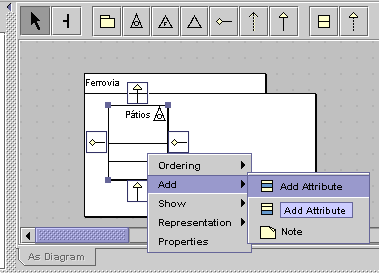 Ferrovia
Pátios
Ordering
Add
Show
Representation
Properties
Add Attribute
Add Attribute
Note
As Diagram